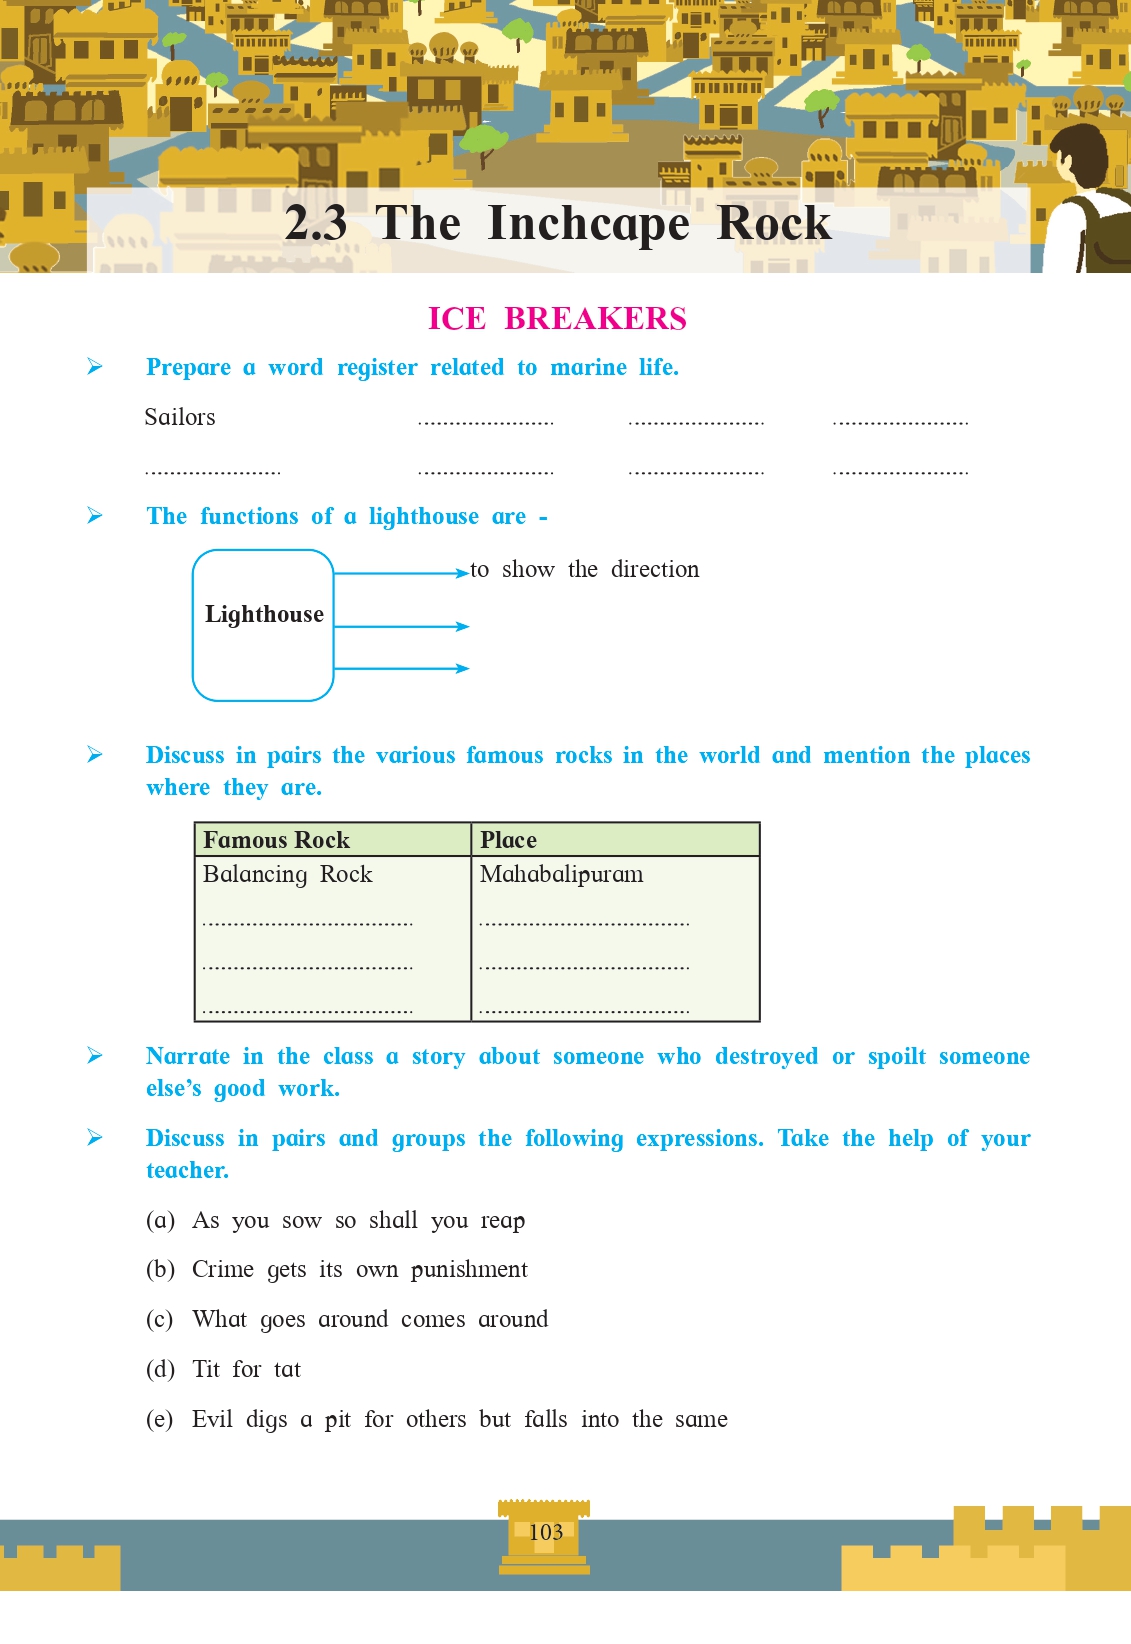 2.3 The Inchcape Rock
ICE BREAKERS
➢ Prepare a word register related to marine life.
Sailors ...................... ...................... ......................
...................... ...................... ...................... ......................
➢ The functions of a lighthouse are -
to show the direction
Lighthouse
➢ Discuss in pairs the various famous rocks in the world and mention the places
where they are.
Famous Rock Place
Balancing Rock Mahabalipuram
.................................. ..................................
.................................. ..................................
.................................. ..................................
➢ Narrate in the class a story about someone who destroyed or spoilt someone
else’s good work.
➢ Discuss in pairs and groups the following expressions. Take the help of your
teacher.
(a) As you sow so shall you reap
(b) Crime gets its own punishment
(c) What goes around comes around
(d) Tit for tat
(e) Evil digs a pit for others but falls into the same
103